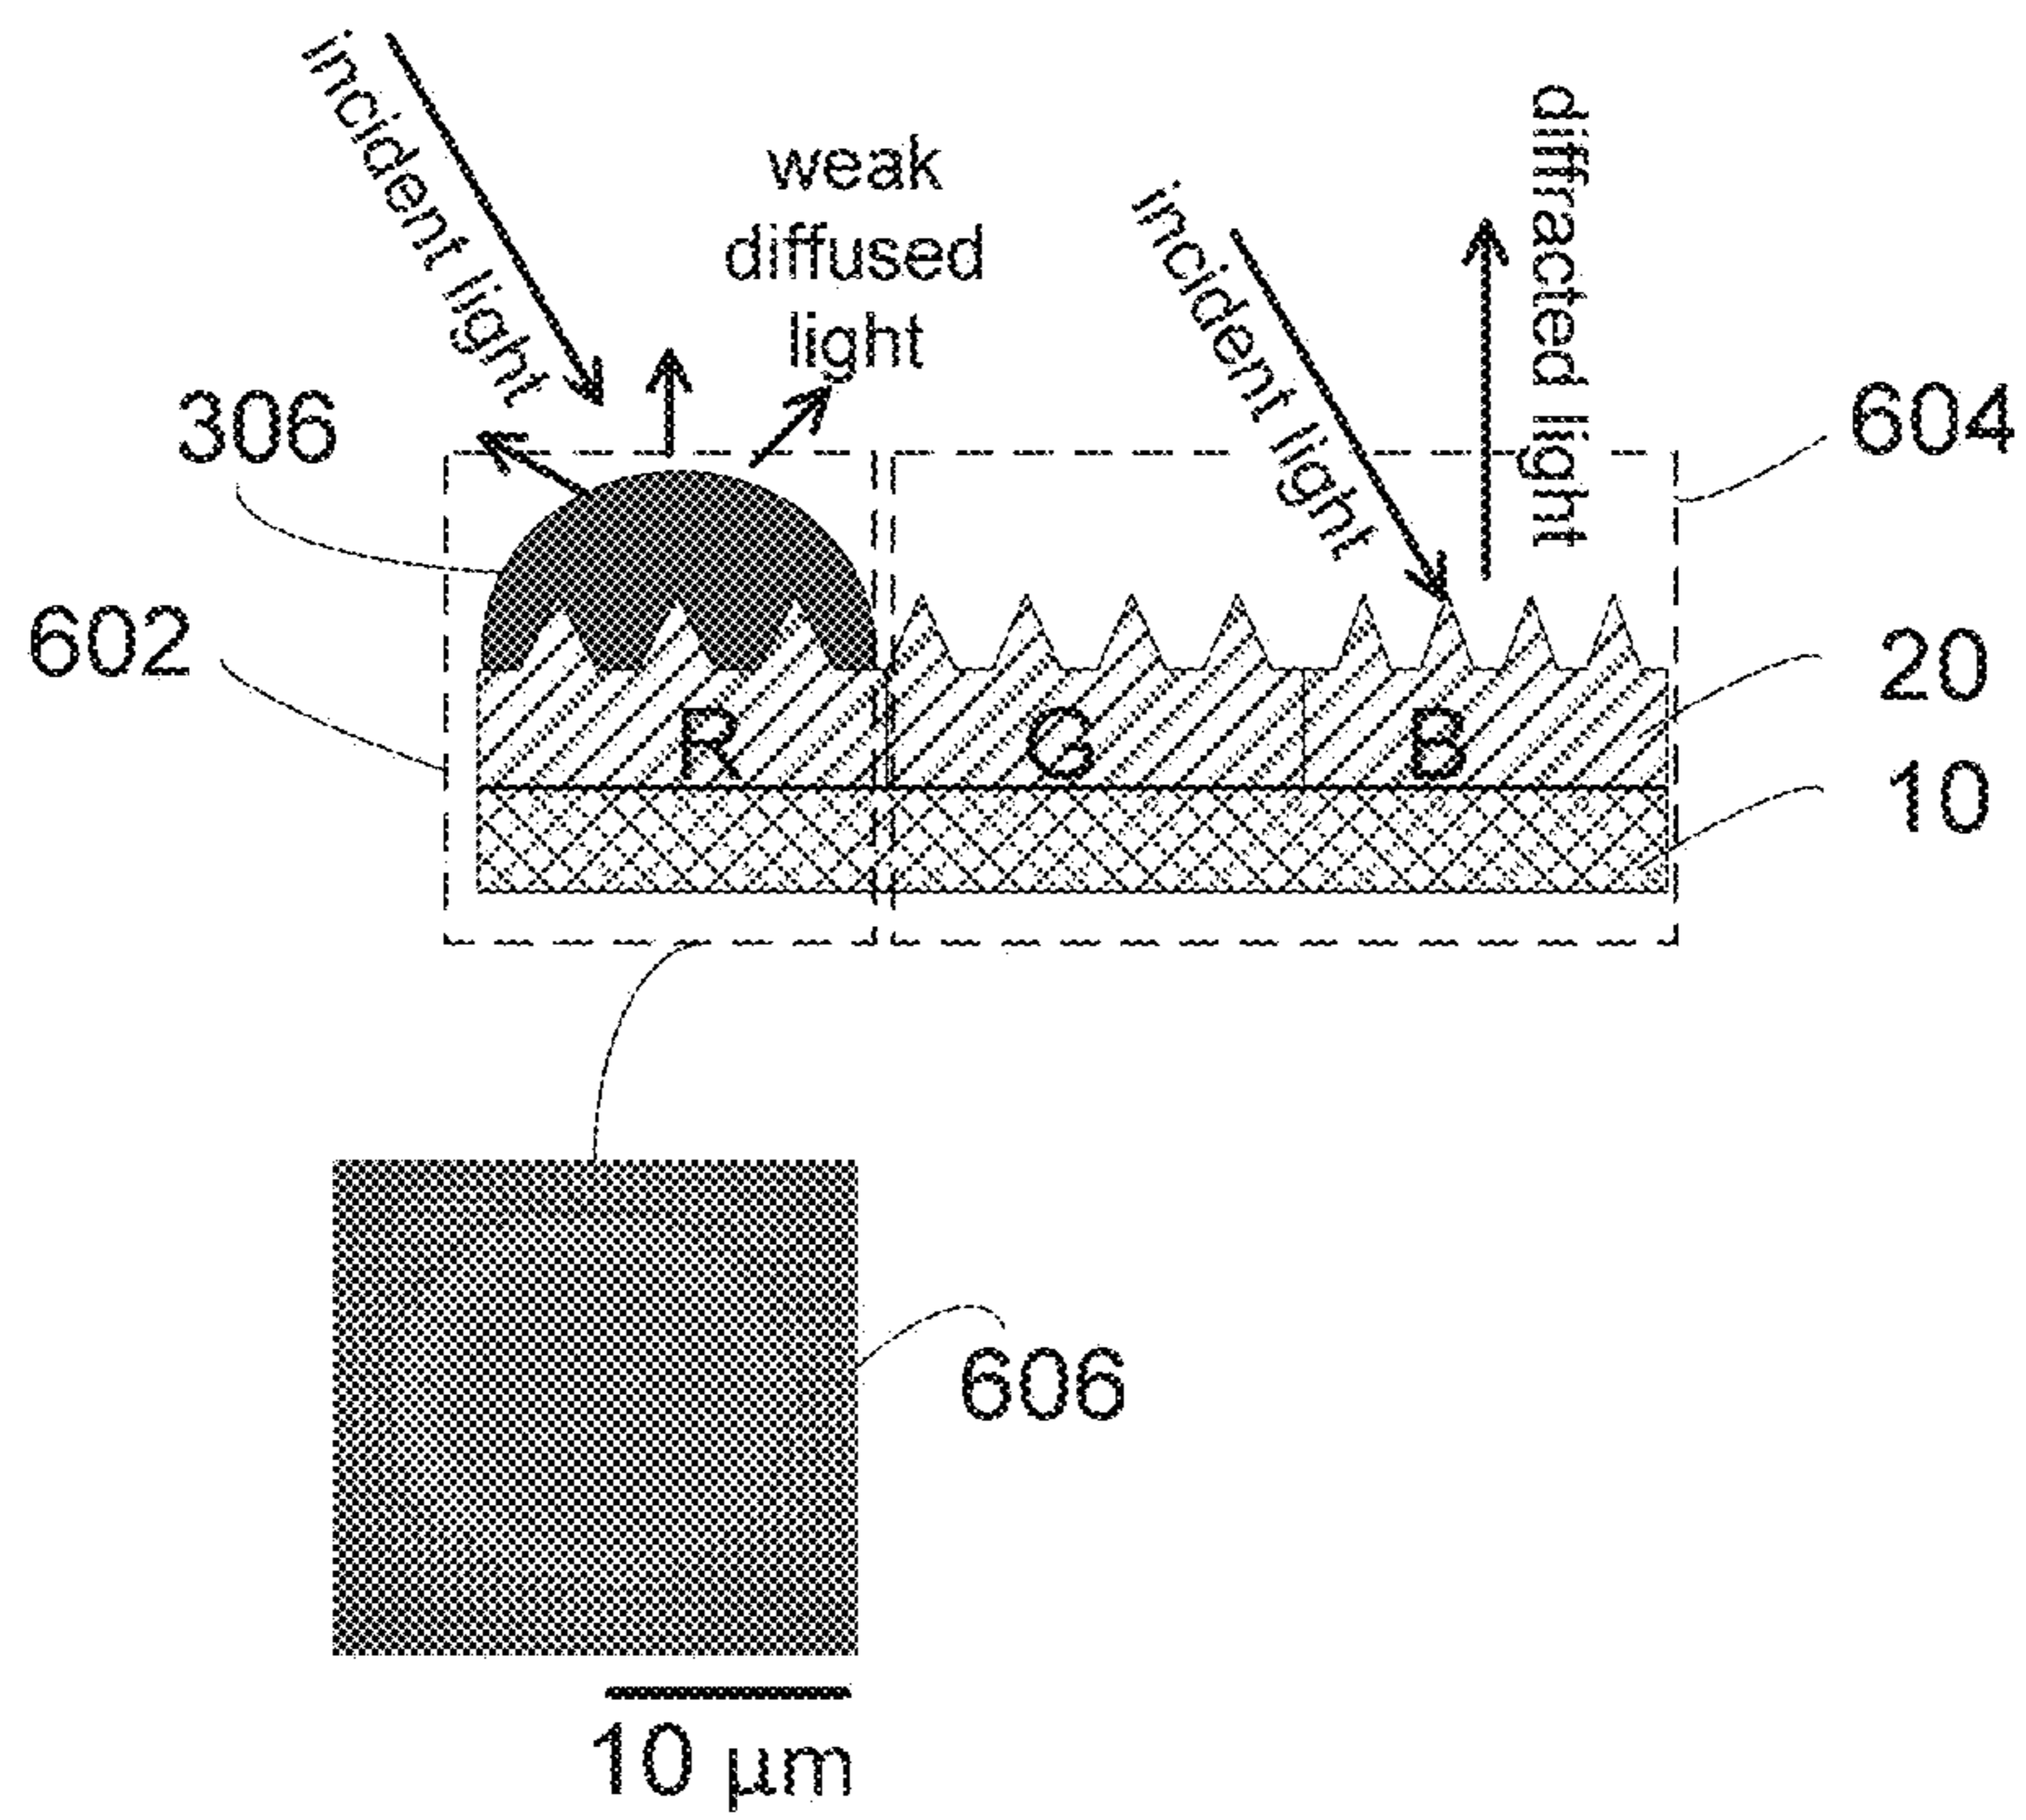 incident light
weak
diffused
light
incident light
diffracted light
306
604
602
20
R
G
B
10
606
10 µm